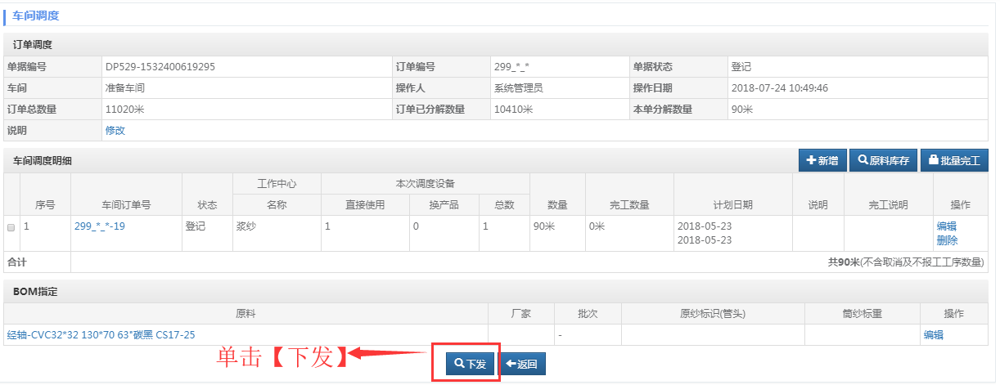 车间调度
订单调度
单据编号 DP529-1532400619295 订单编号 299_*_* 单据状态 登记
车间 准备车间 操作人 系统管理员 操作日期 2018-07-24 10:49:46
订单总数量 11020米 订单已分解数量 10410米 本单分解数量 90米
说明 修改
车间调度明细 新增 原料库存 批量完工
工作中心 本次调度设备
序号 车间订单号 状态 名称 直接使用 换产品 总数 数量 完工数量 计划日期 说明 完工说明 操作
1 299_*_*-19 登记 浆纱 1 0 1 90米 0米 2018-05-23 编辑
2018-05-23 删除
合计 共90米(不含取消及不报工工序数量)
BOM指定
原料 厂家 批次 原纱标识(管头) 筒纱标重 操作
经轴-CVC32*32 130*70 63"碳黑 CS17-25 - 编辑
单击【下发】 下发 返回